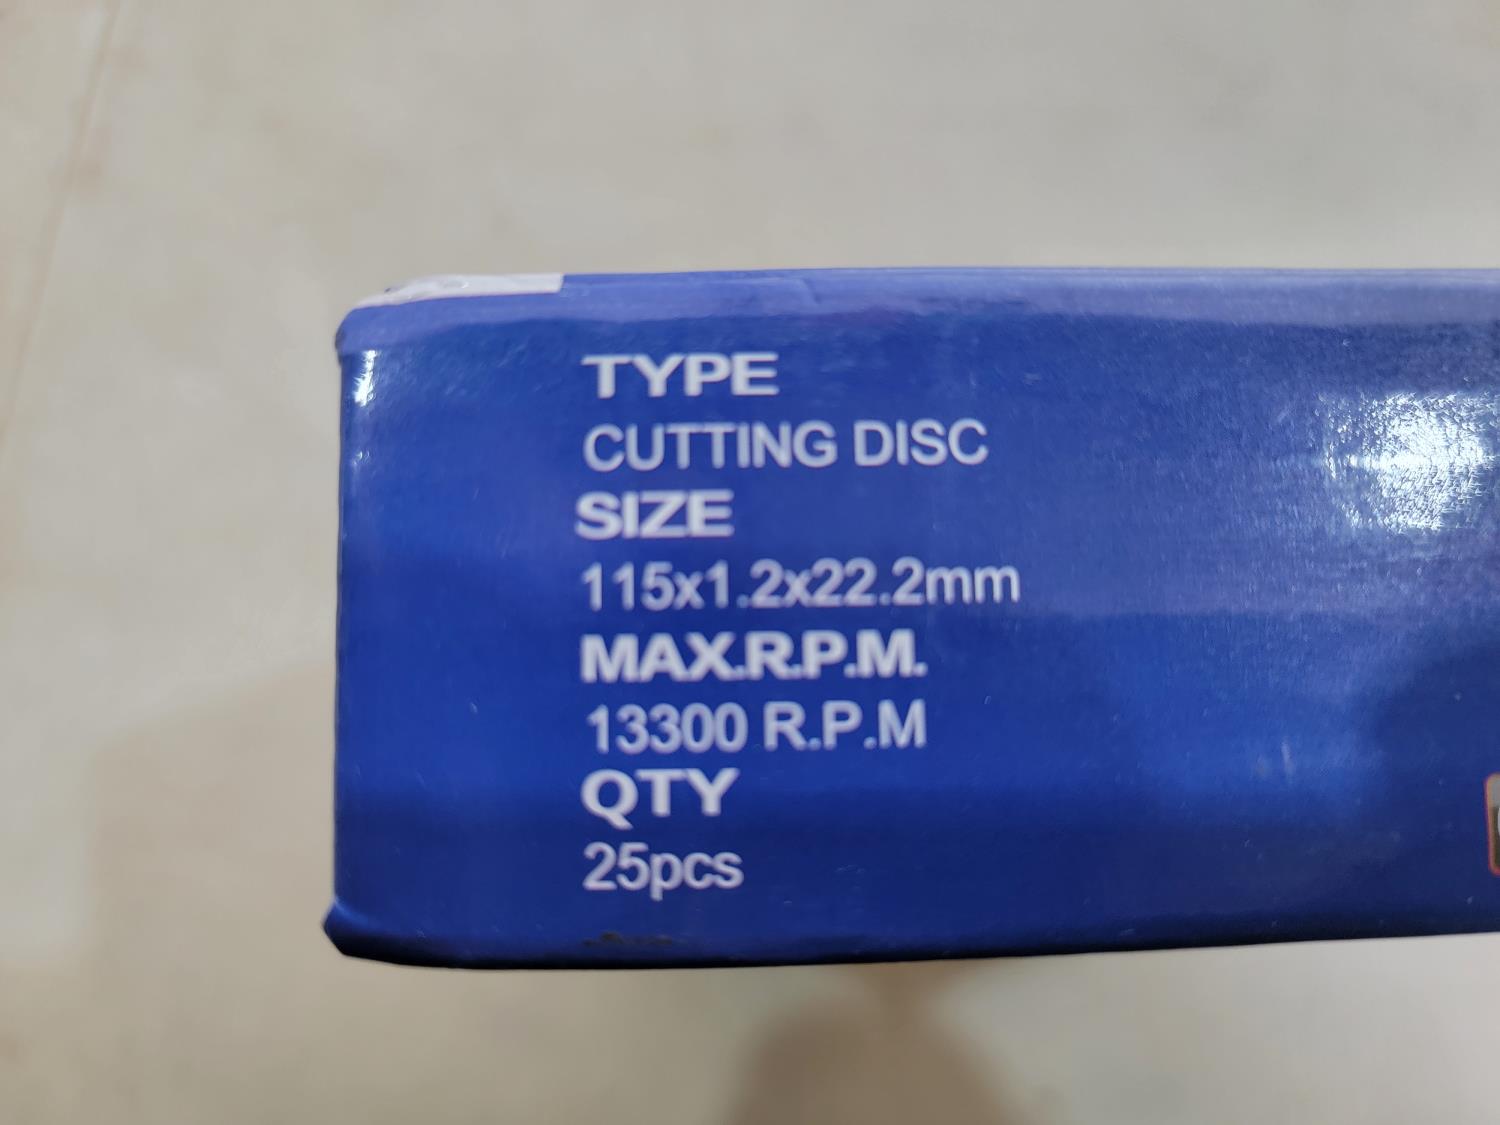 TYPE
CUTTING DISC
SIZE
115x1.2x22.2mm
MAX.R.P.M.
13300 R.P.M
QTY
25pcs